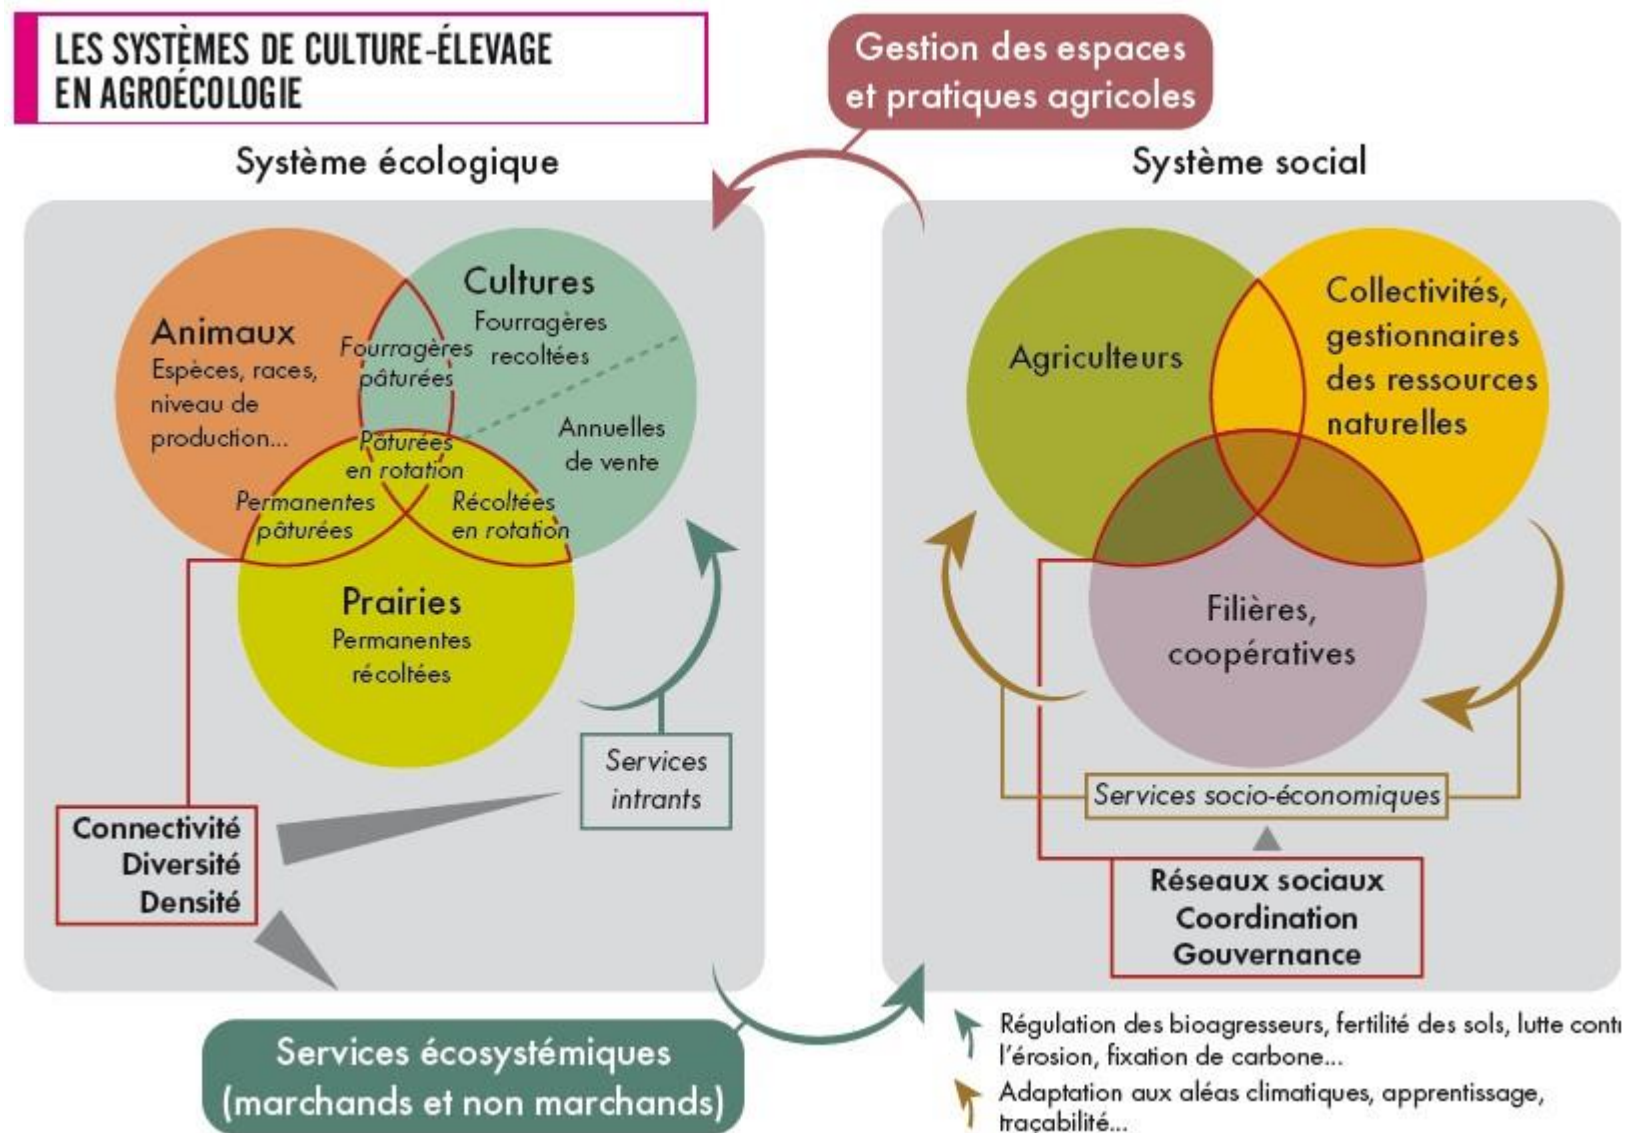 LES SYSTÈMES DE CULTURE-ÉLEVAGE
EN AGROÉCOLOGIE
Gestion des espaces
et pratiques agricoles
Système écologique
Système social
Animaux
Espèces, races,
niveau de
production...
Cultures
Fourragères
recoltées
Annuelles
de vente
Fourragères
pâturées
Pâturées
en rotation
Permanentes
pâturées
Récoltées
en rotation
Prairies
Permanentes
récoltées
Services
intrants
Connectivité
Diversité
Densité
Services écosystémiques
(marchands et non marchands)
Agriculteurs
Collectivités,
gestionnaires
des ressources
naturelles
Filières,
coopératives
Services socio-économiques
Réseaux sociaux
Coordination
Gouvernance
Régulation des bioagresseurs, fertilité des sols, lutte
l'érosion, fixation de carbone...
Adaptation aux aléas climatiques, apprentissage,
traçabilité...